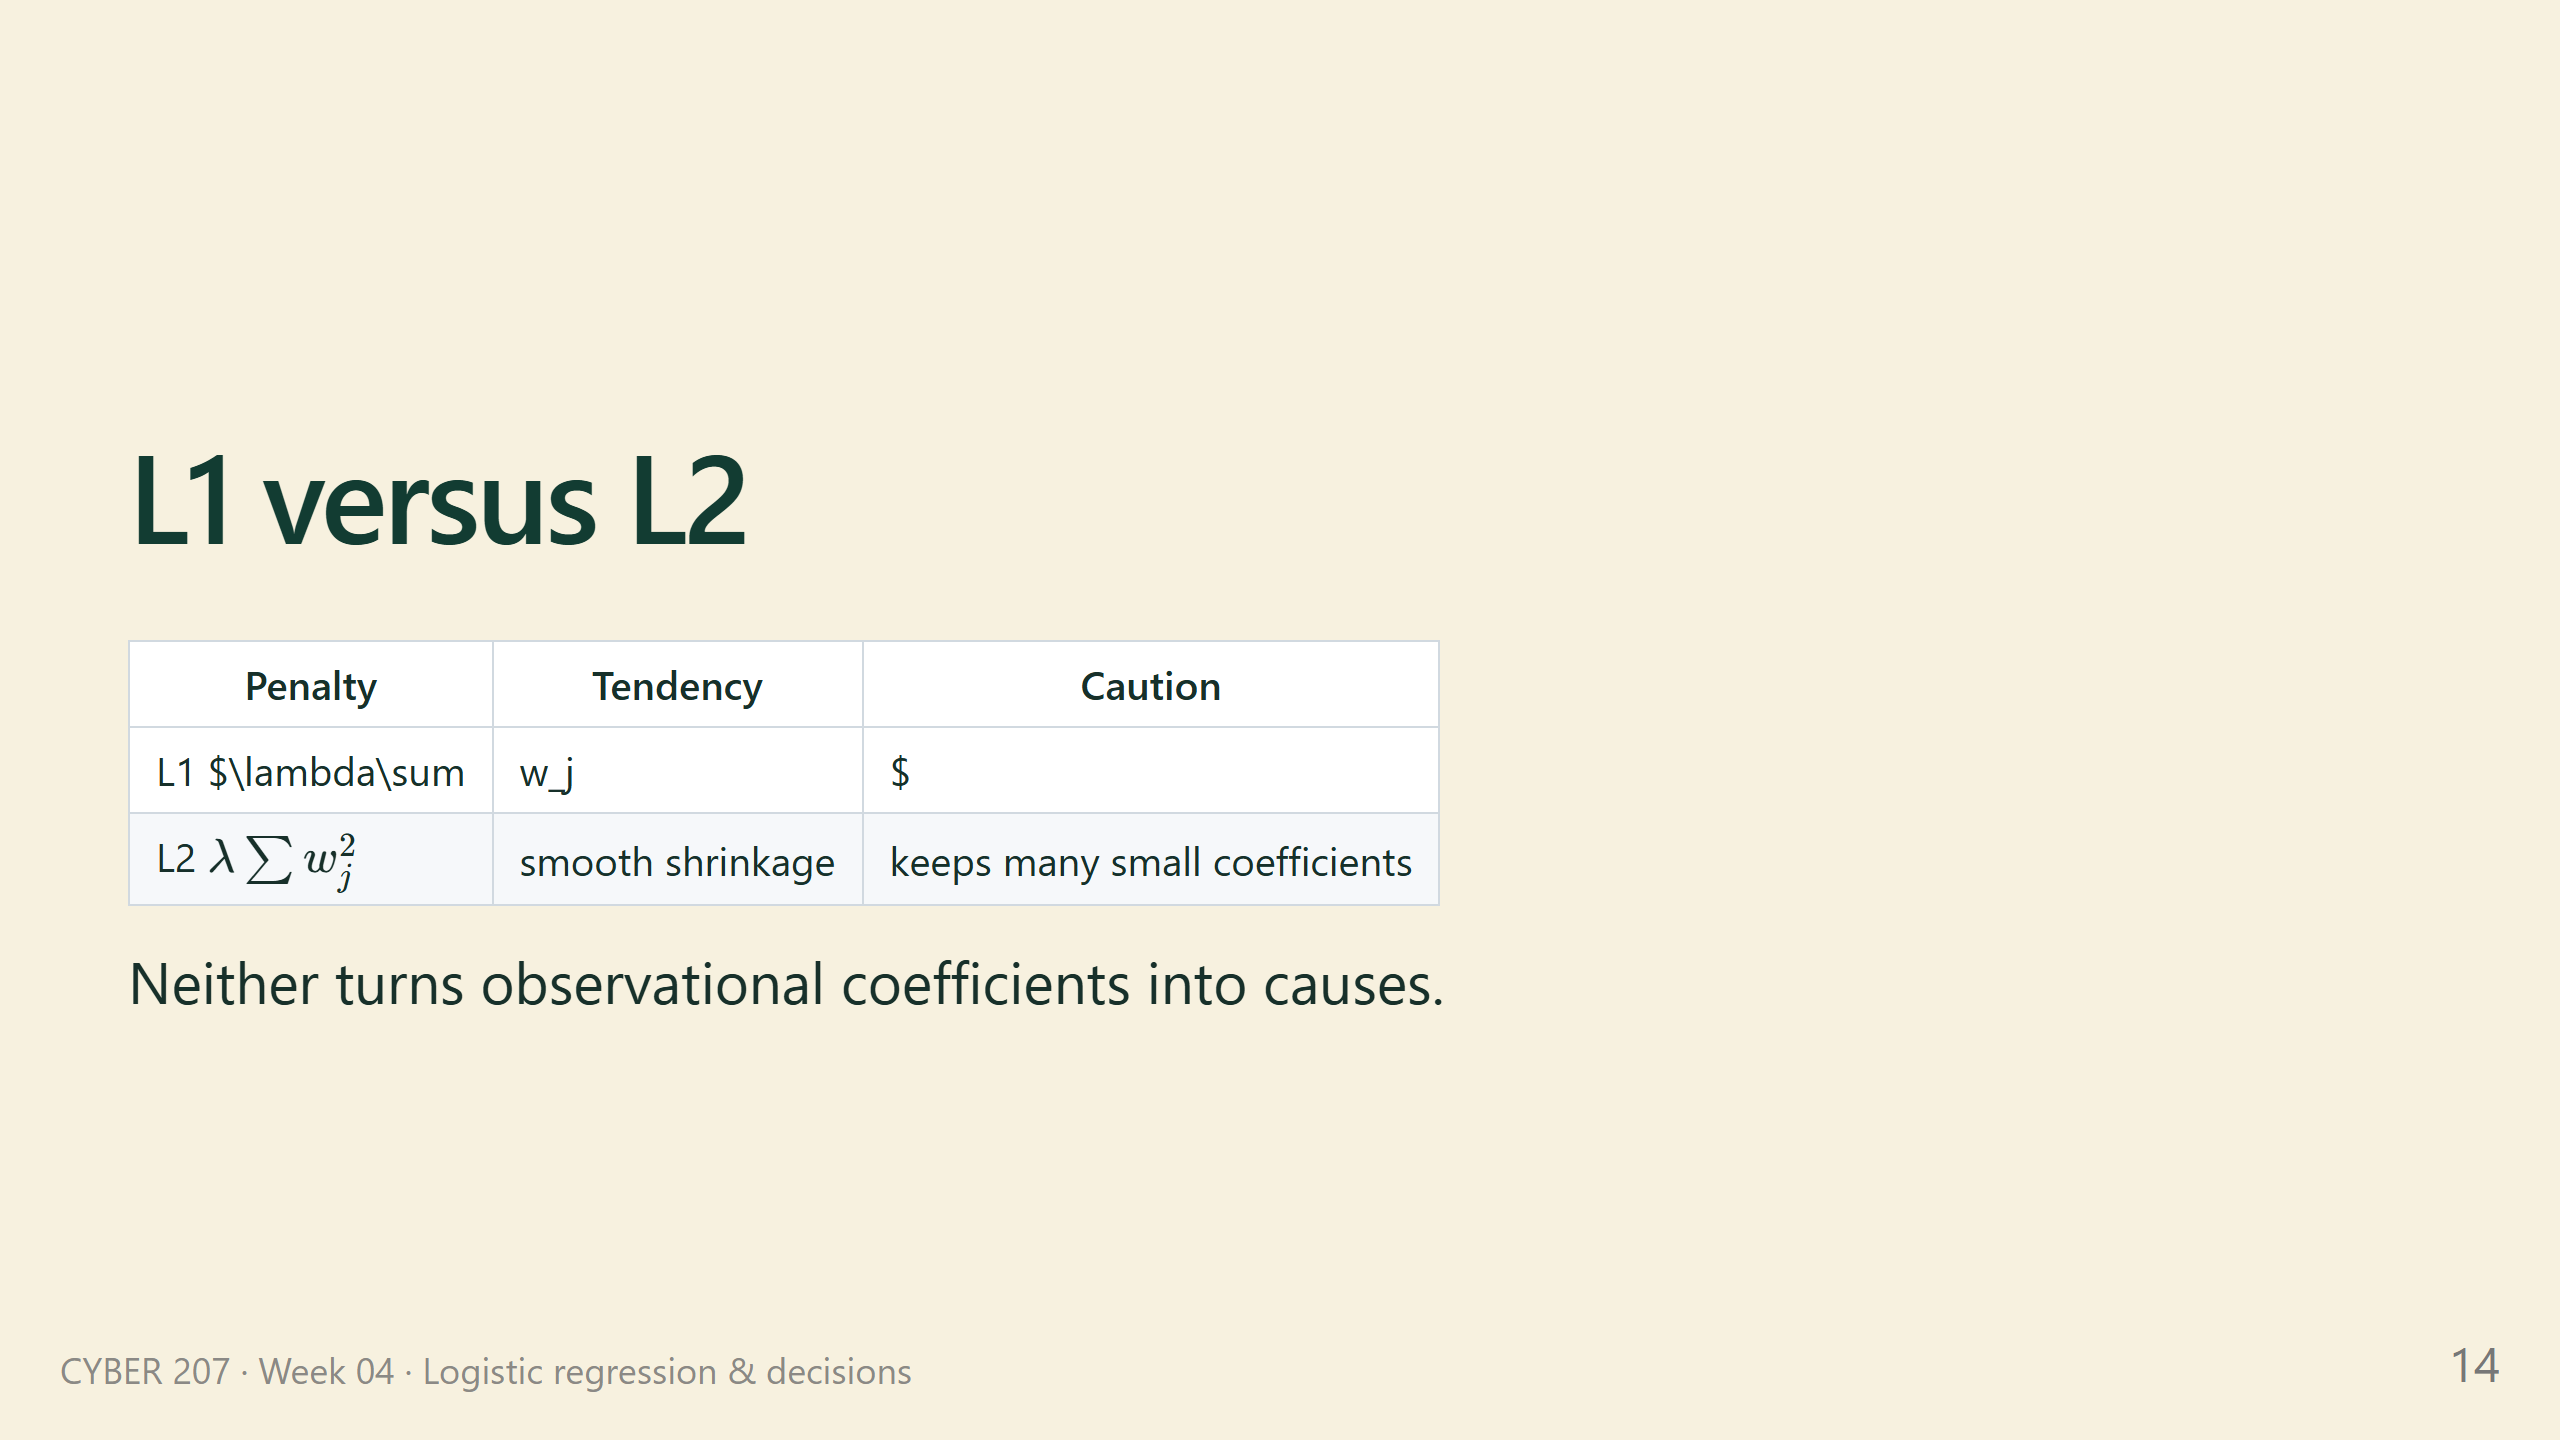 L1 versus L2
Penalty Tendency Caution
L1 $\lambda\sum w_j $
L2 λ∑w_j^2 smooth shrinkage keeps many small coefficients
Neither turns observational coefficients into causes.
CYBER 207 · Week 04 · Logistic regression & decisions
14